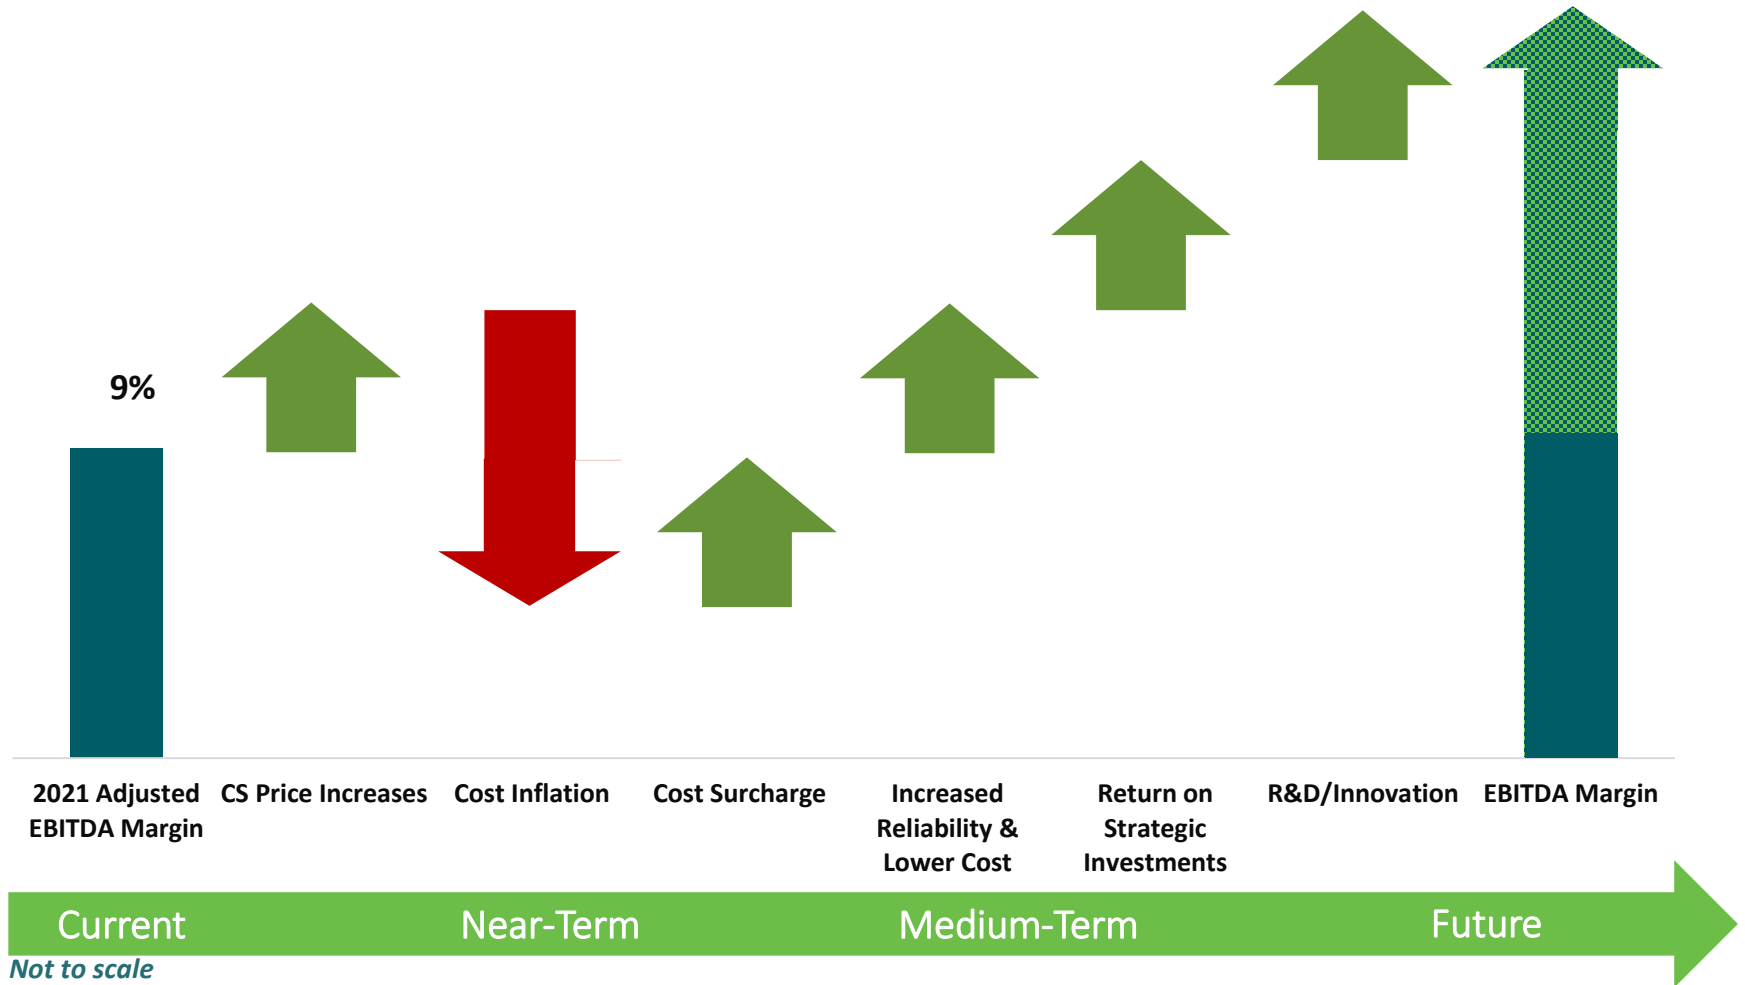 9%
2021 Adjusted
EBITDA Margin
CS Price Increases
Cost Inflation
Cost Surcharge
Increased
Reliability &
Lower Cost
Return on
Strategic
Investments
R&D/Innovation
EBITDA Margin
Current
Near-Term
Medium-Term
Future
Not to scale